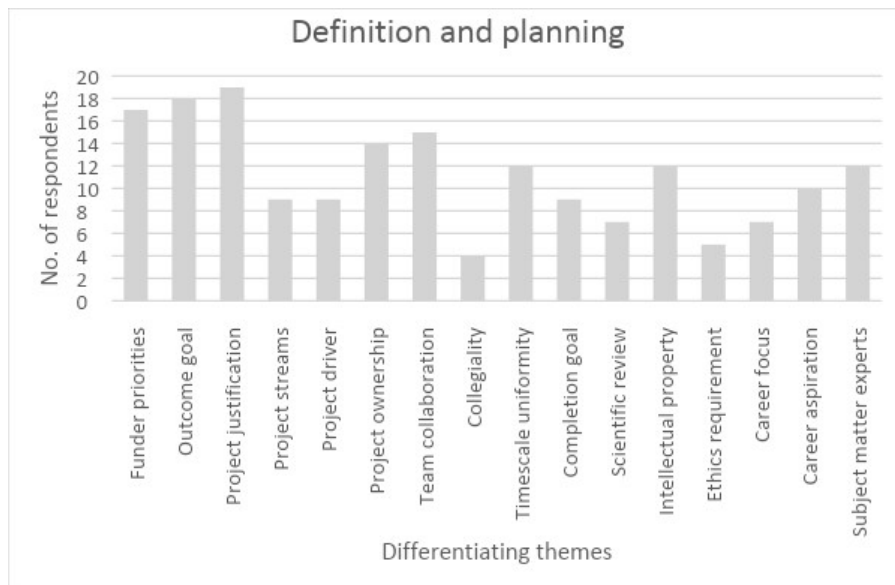 Definition and planning
No. of respondents
20
18
16
14
12
10
8
6
4
2
0
Funder priorities
Outcome goal
Project justification
Project streams
Project driver
Project ownership
Team collaboration
Collegiality
Timescale uniformity
Completion goal
Scientific review
Intellectual property
Ethics requirement
Career focus
Career aspiration
Subject matter experts
Differentiating themes